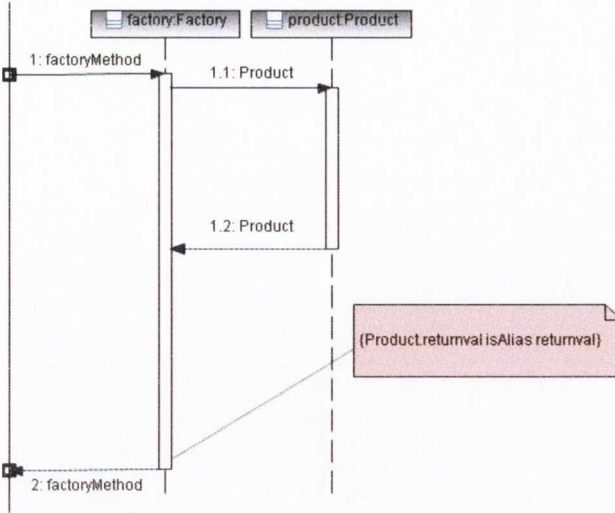 factory:Factory
product:Product
1: factoryMethod
1.1: Product
1.2: Product
{Product.returnval isAlias returnval}
2: factoryMethod